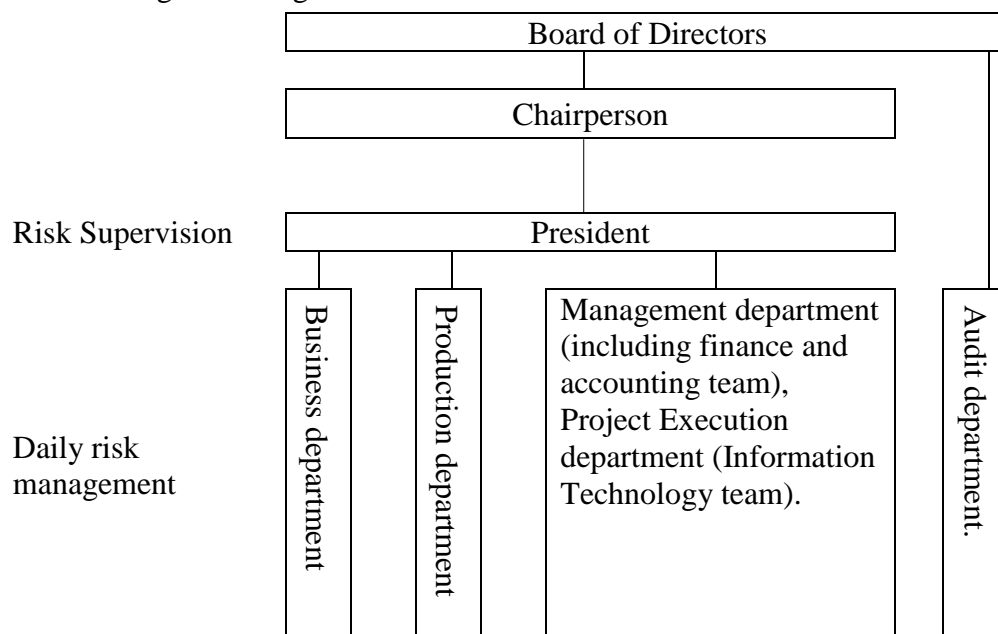 Board of Directors
Chairperson
Risk Supervision
President
Business department
Production department
Management department
(including finance and
accounting team),
Project Execution
department (Information
Technology team).
Audit department.
Daily risk
management